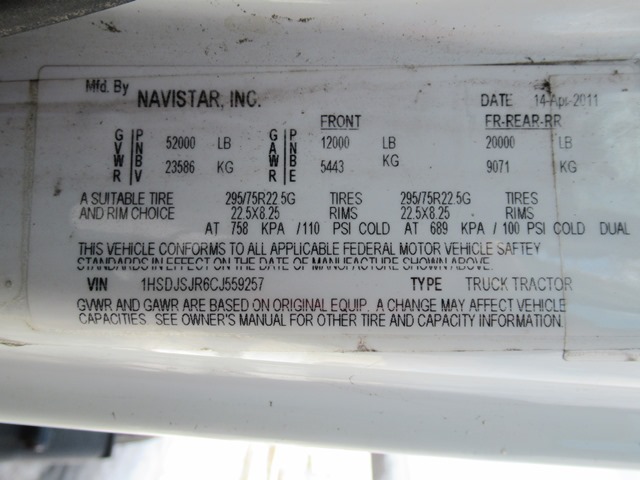 Mfd. By NAVISTAR, INC. DATE 14-Apr-2011
FRONT FR-REAR-RR
GVWR PNBV 52000 LB GAWR PNBE 12000 LB 20000 LB
23586 KG 5443 KG 9071 KG
A SUITABLE TIRE 295/75R22.5G TIRES 295/75R22.5G TIRES
AND RIM CHOICE 22.5X8.25 RIMS 22.5X8.25 RIMS
AT 758 KPA /110 PSI COLD AT 689 KPA / 100 PSI COLD DUAL
THIS VEHICLE CONFORMS TO ALL APPLICABLE FEDERAL MOTOR VEHICLE SAFTEY
STANDARDS IN EFFECT ON THE DATE OF MANUFACTURE SHOWN ABOVE.
VIN 1HSDJSJR6CJ559257 TYPE TRUCK TRACTOR
GVWR AND GAWR ARE BASED ON ORIGINAL EQUIP. A CHANGE MAY AFFECT VEHICLE
CAPACITIES. SEE OWNER'S MANUAL FOR OTHER TIRE AND CAPACITY INFORMATION.